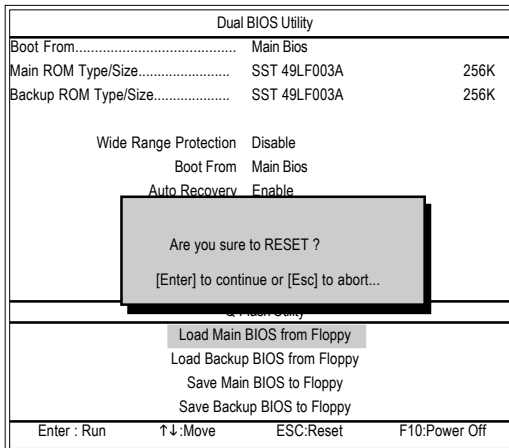 Dual BIOS Utility
Boot From........................................ Main Bios
Main ROM Type/Size....................... SST 49LF003A 256K
Backup ROM Type/Size................... SST 49LF003A 256K
Wide Range Protection Disable
Boot From Main Bios
Auto Recovery Enable
Are you sure to RESET ?
[Enter] to continue or [Esc] to abort...
Load Main BIOS from Floppy
Load Backup BIOS from Floppy
Save Main BIOS to Floppy
Save Backup BIOS to Floppy
Enter : Run ↑↓:Move ESC:Reset F10:Power Off